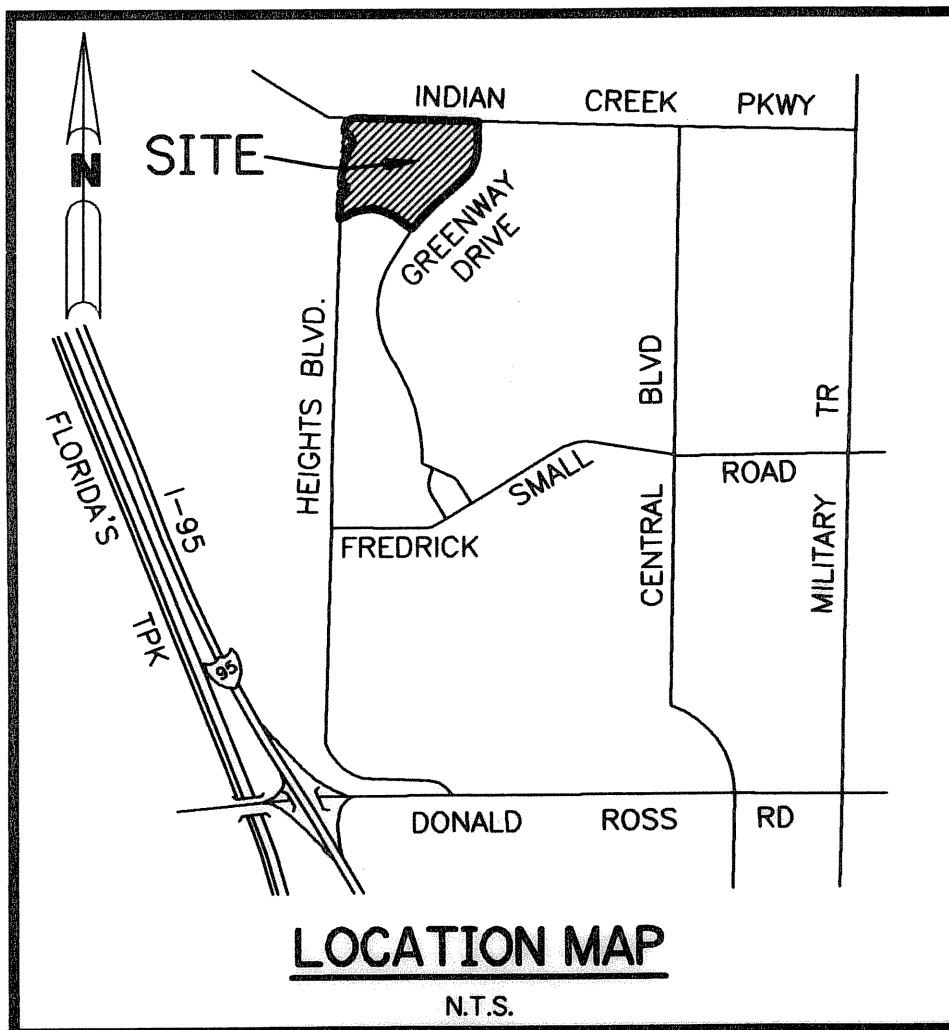 INDIAN CREEK PKWY
N
SITE
GREENWAY
DRIVE
HEIGHTS BLVD.
CENTRAL BLVD
MILITARY TR
FLORIDA'S TPK
I-95
FREDRICK SMALL ROAD
95
DONALD ROSS RD
LOCATION MAP
N.T.S.